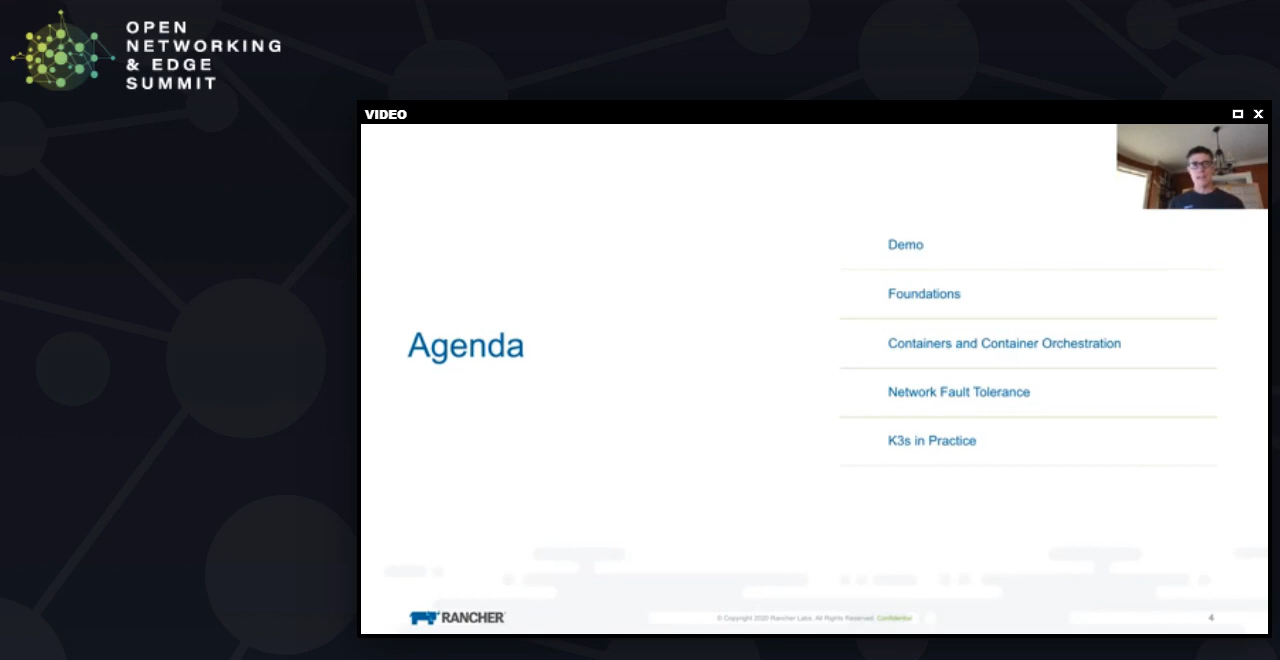 OPEN
NETWORKING
& EDGE
SUMMIT
VIDEO
Agenda
Demo
Foundations
Containers and Container Orchestration
Network Fault Tolerance
K3s in Practice
RANCHER
© Copyright 2020 Rancher Labs. All Rights Reserved. Confidential
4